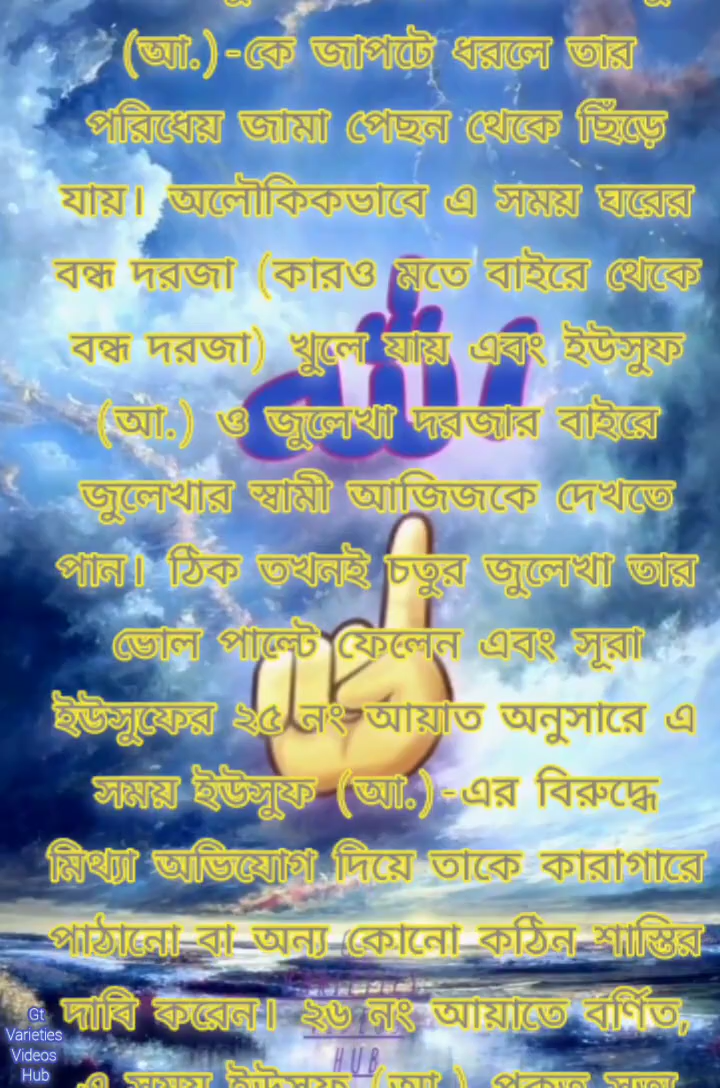 (আ.)-কে জাপটে ধরলে তার
পরিধেয় জামা পেছন থেকে ছিঁড়ে
যায়। অলৌকিকভাবে এ সময় ঘরের
বন্ধ দরজা (কারও মতে বাইরে থেকে
বন্ধ দরজা) খুলে যায় এবং ইউসুফ
(আ.) ও জুলেখা দরজার বাইরে
জুলেখার স্বামী আজিজকে দেখতে
পান। ঠিক তখনই চতুর জুলেখা তার
ভোল পাল্টে ফেলেন এবং সূরা
ইউসুফের ২৫ নং আয়াত অনুসারে এ
সময় ইউসুফ (আ.)-এর বিরুদ্ধে
মিথ্যা অভিযোগ দিয়ে তাকে কারাগারে
পাঠানো বা অন্য কোনো কঠিন শাস্তির
দাবি করেন। ২৬ নং আয়াতে বর্ণিত,
এ সময় ইউসুফ (আ.)
HUB
Gt
Varieties
Videos
Hub